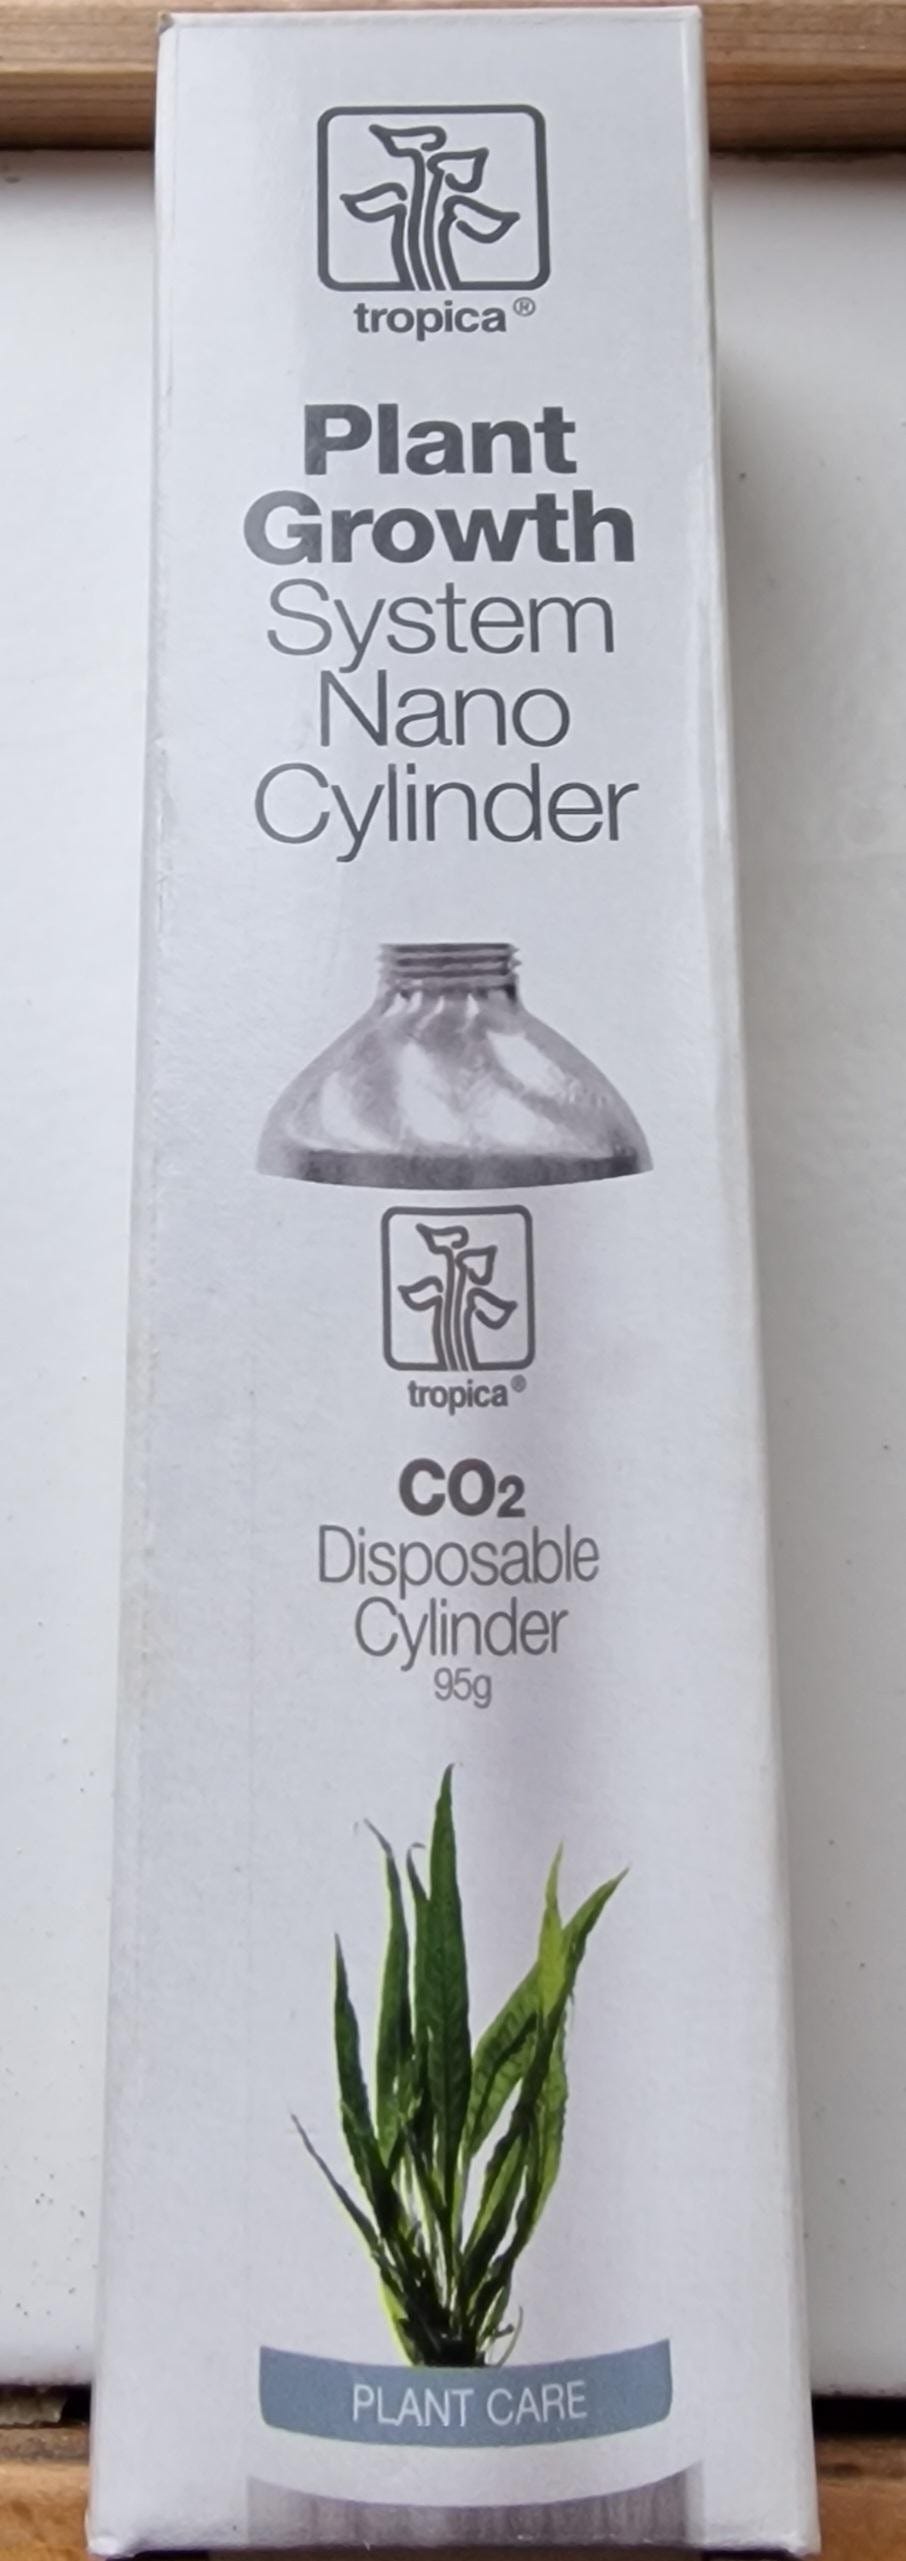 tropica®
Plant
Growth
System
Nano
Cylinder
tropica®
CO2
Disposable
Cylinder
95g
PLANT CARE